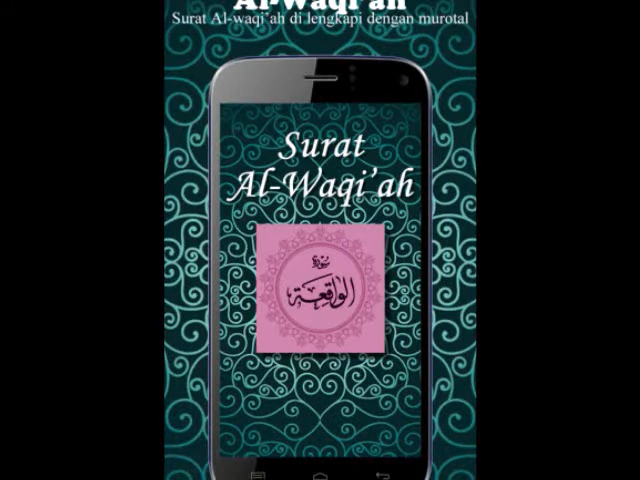 Al-Waqi'ah
Surat Al-waqi'ah di lengkapi dengan murotal
Surat
Al-Waqi'ah
سورة
الواقعة